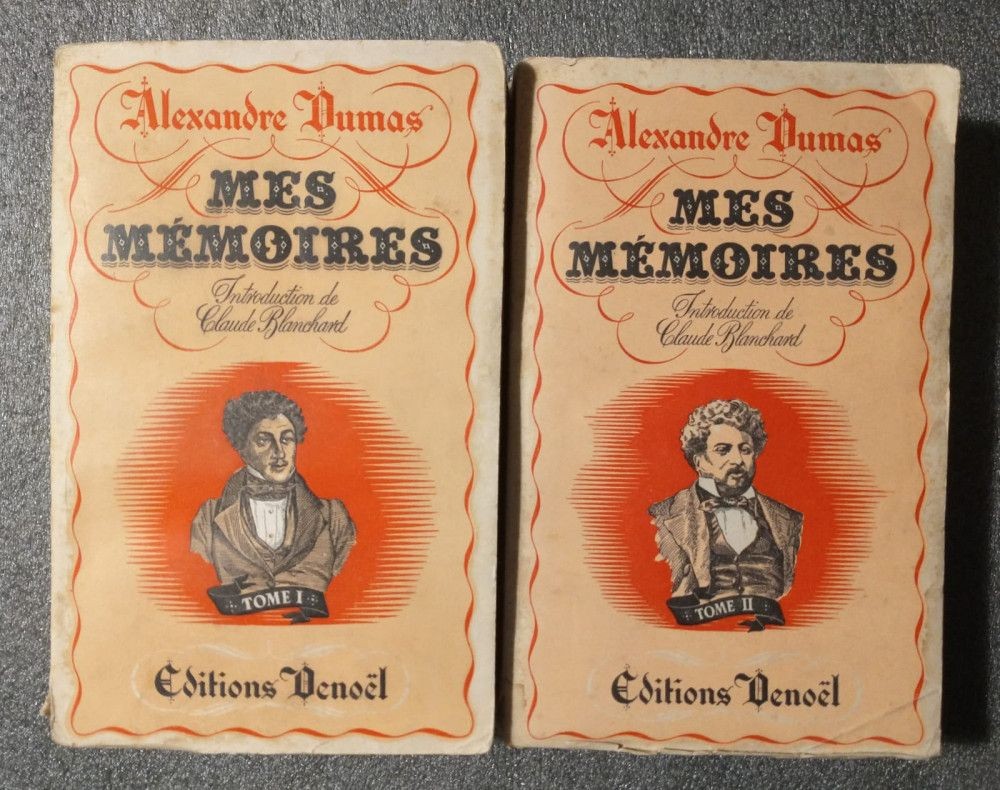 Alexandre Dumas
MES
MÉMOIRES
Introduction de
Claude Blanchard
TOME I
Editions Denoël
Alexandre Dumas
MES
MÉMOIRES
Introduction de
Claude Blanchard
TOME II
Editions Denoël